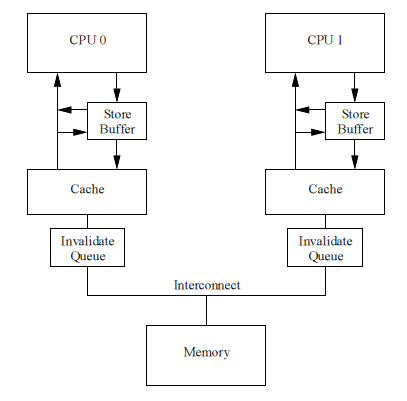 CPU 0
CPU 1
Store
Buffer
Store
Buffer
Cache
Cache
Invalidate
Queue
Invalidate
Queue
Interconnect
Memory